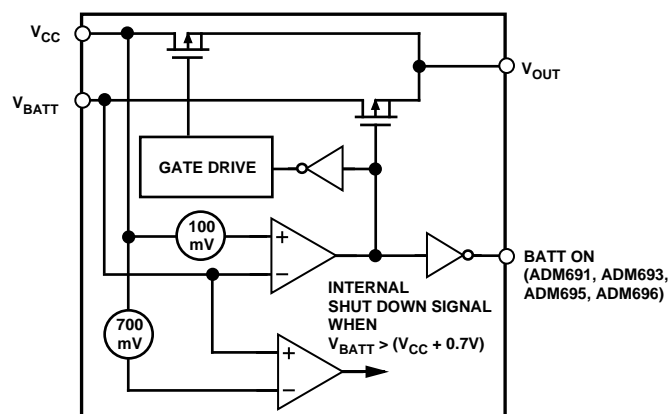 VCC
VOUT
VBATT
GATE DRIVE
100
mV
+
−
BATT ON
(ADM691, ADM693,
ADM695, ADM696)
INTERNAL
SHUT DOWN SIGNAL
WHEN
VBATT > (VCC + 0.7V)
700
mV
+
−